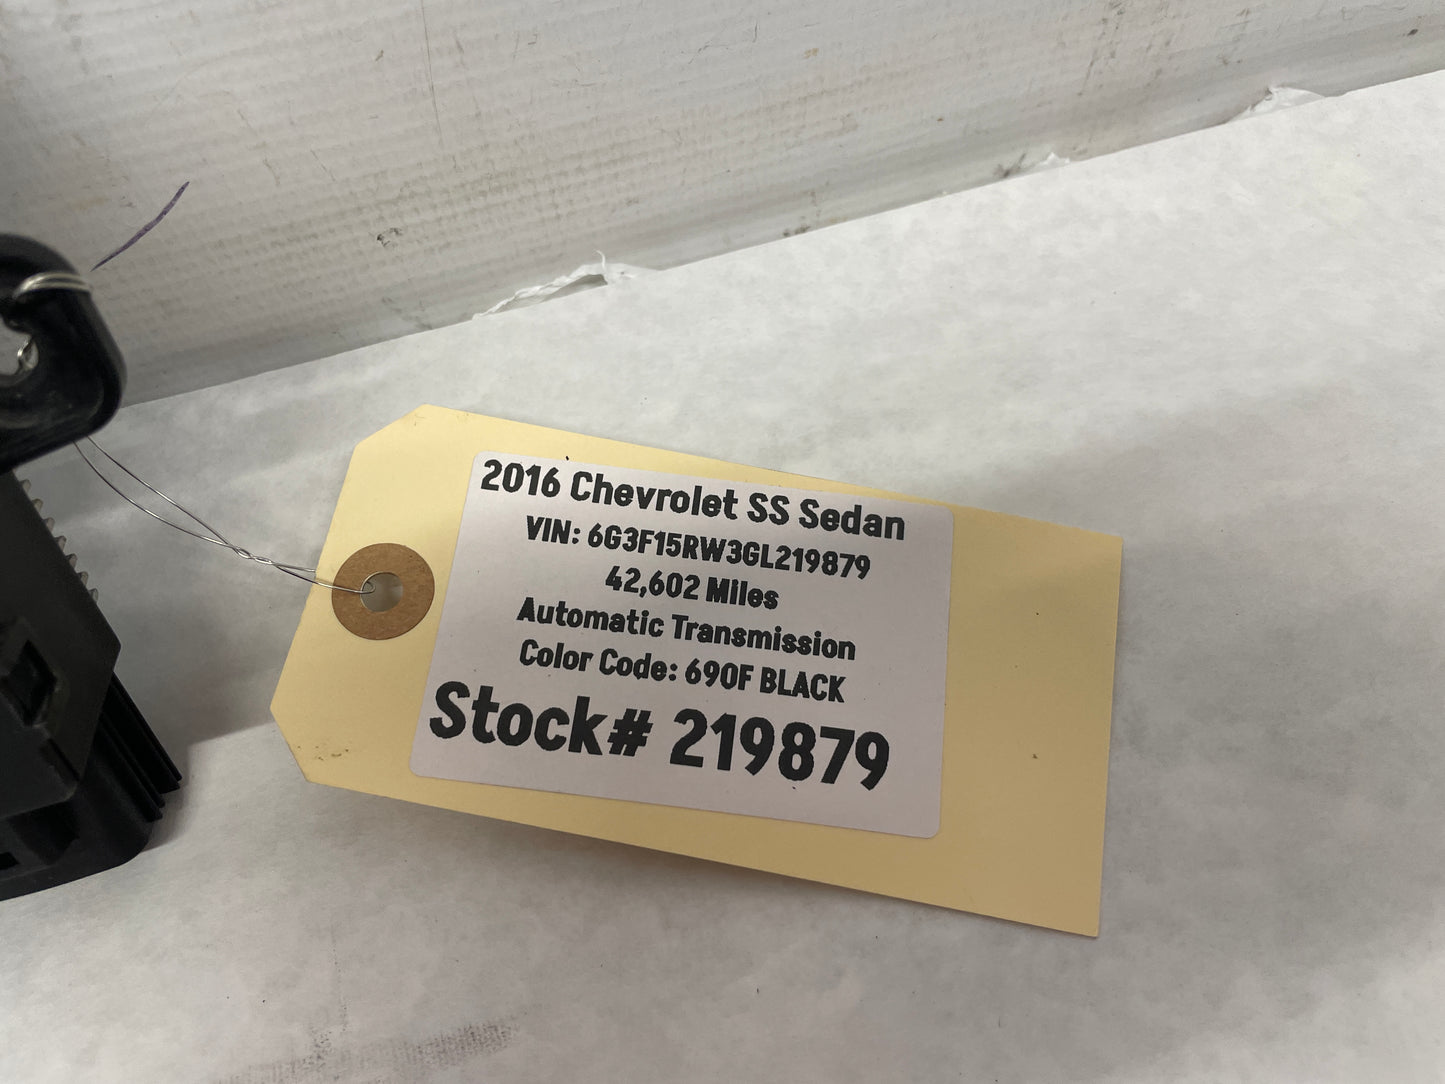 2016 Chevrolet SS Sedan
VIN: 6G3F15RW3GL219879
42,602 Miles
Automatic Transmission
Color Code: 690F BLACK
Stock# 219879